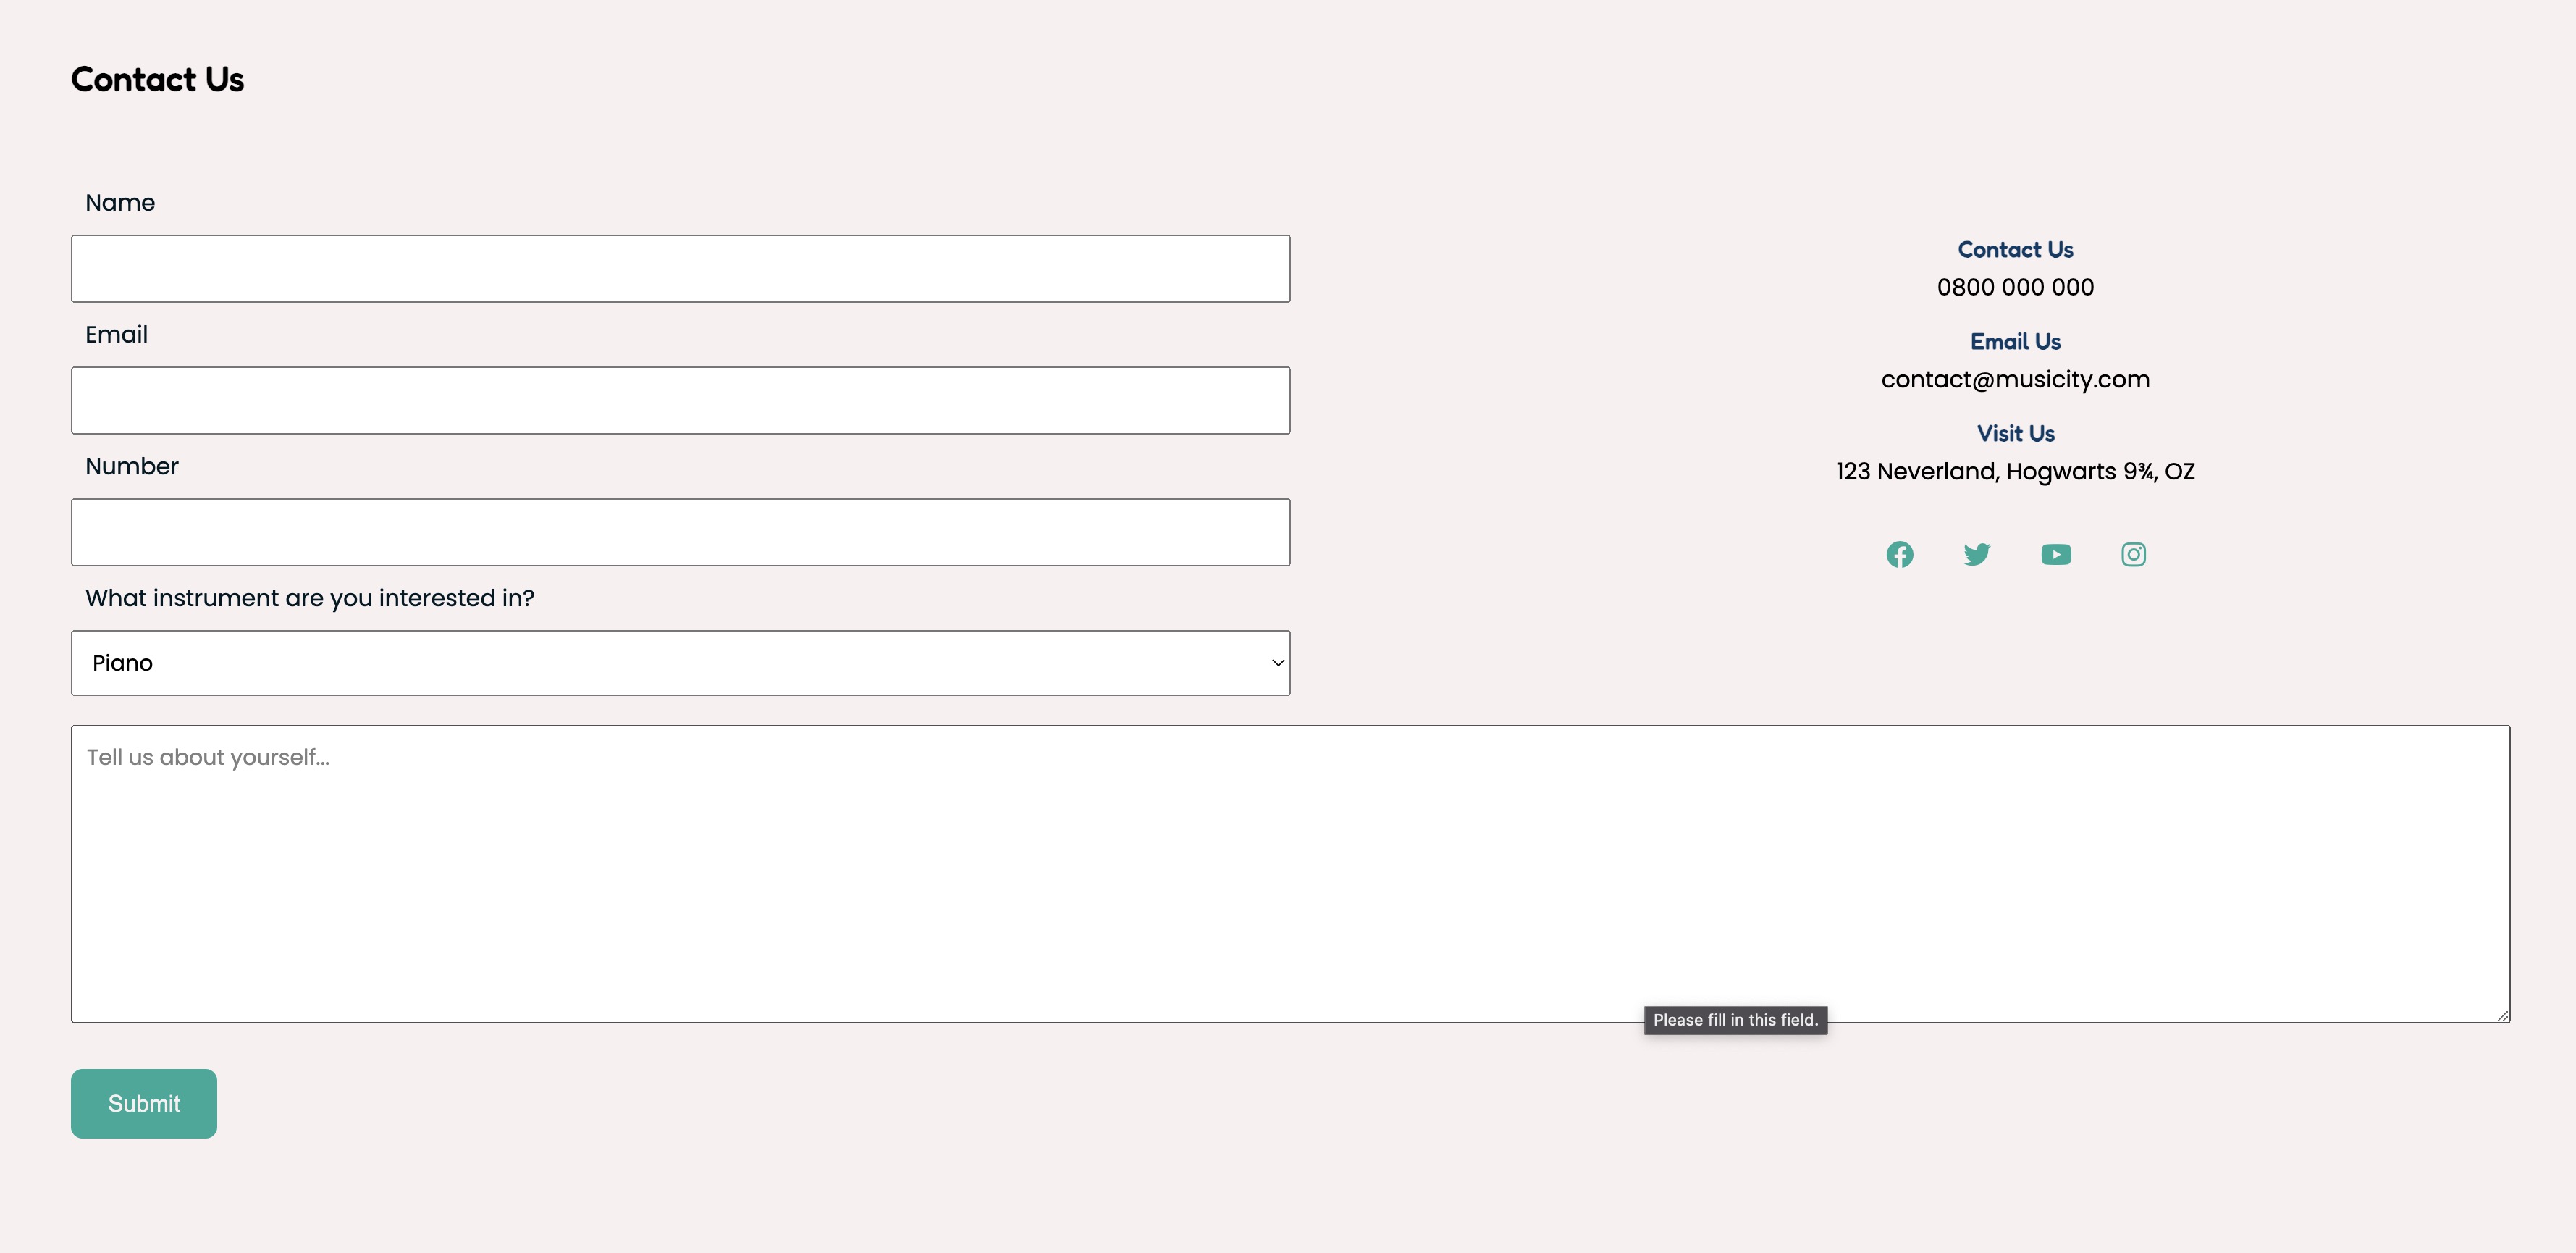 Contact Us
Name
Email
Number
What instrument are you interested in?
Piano
Contact Us
0800 000 000
Email Us
contact@musicity.com
Visit Us
123 Neverland, Hogwarts 9¾, OZ
Tell us about yourself...
Please fill in this field.
Submit